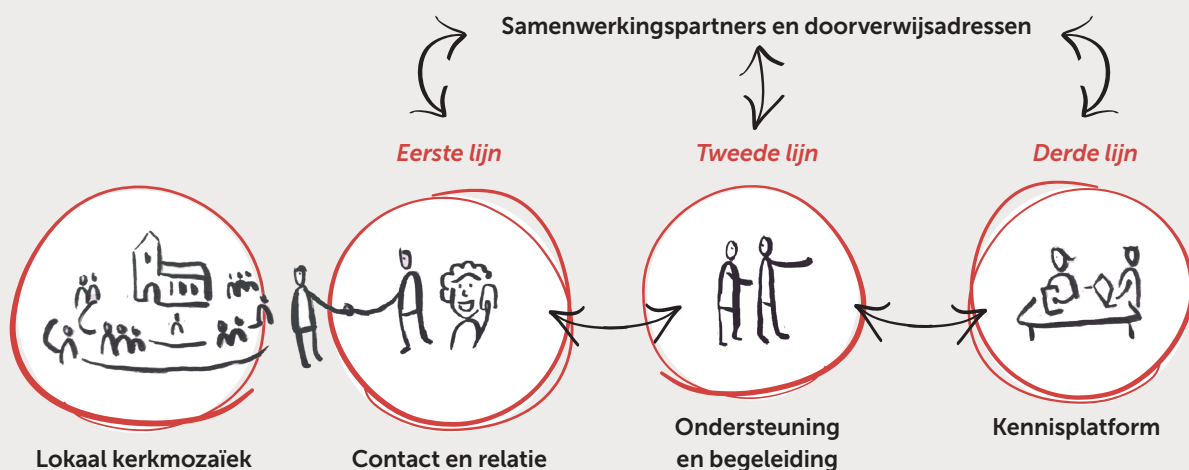 Samenwerkingspartners en doorverwijsadressen
Eerste lijn
Tweede lijn
Derde lijn
Lokaal kerkmozaïek
Contact en relatie
Ondersteuning
en begeleiding
Kennisplatform